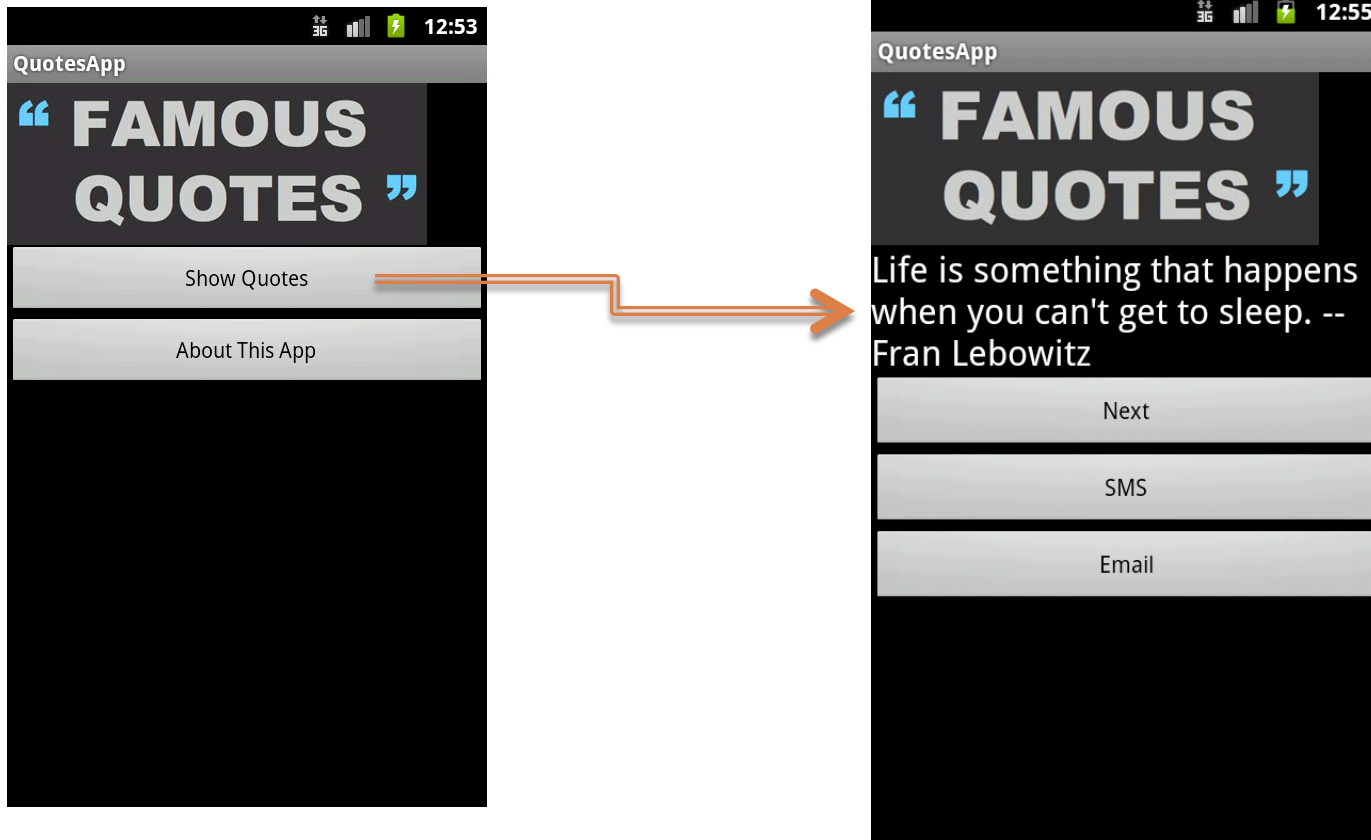 3G 12:53
QuotesApp
“ FAMOUS
QUOTES ”
Show Quotes
About This App
3G 12:55
QuotesApp
“ FAMOUS
QUOTES ”
Life is something that happens
when you can't get to sleep. --
Fran Lebowitz
Next
SMS
Email